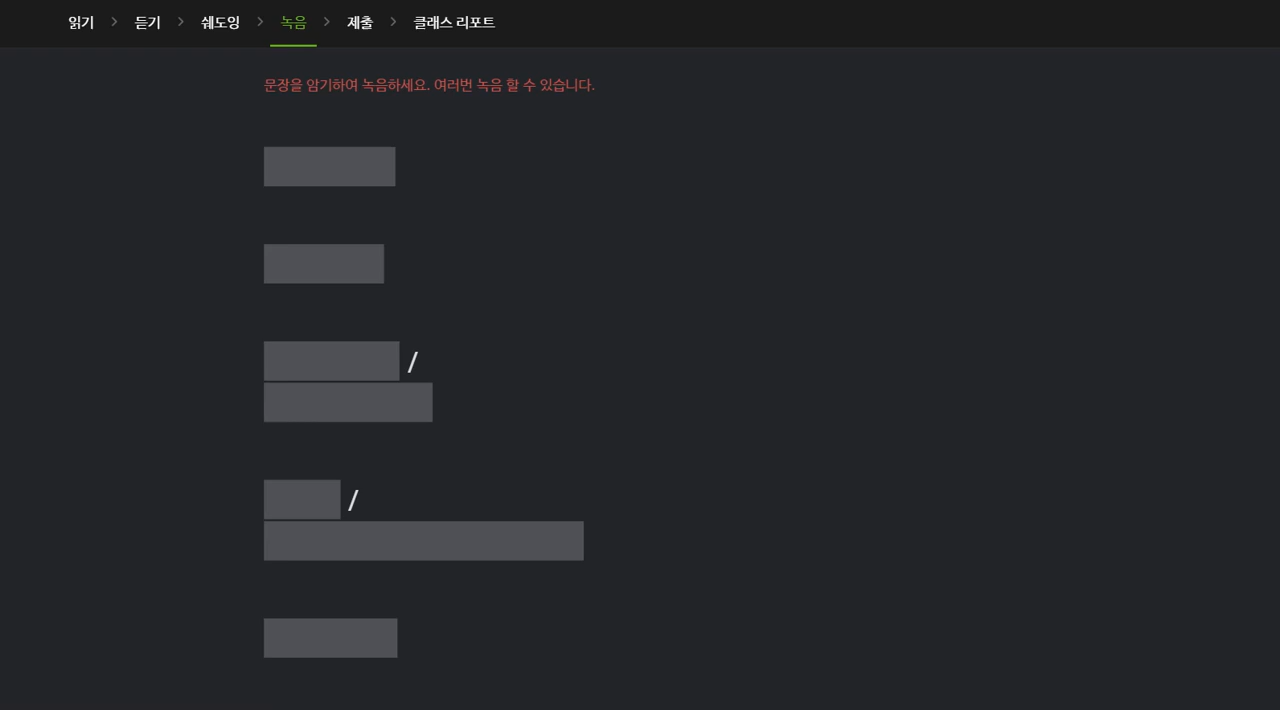 읽기 > 듣기 > 쉐도잉 > 녹음 > 제출 > 클래스 리포트
문장을 암기하여 녹음하세요. 여러번 녹음 할 수 있습니다.
/
/